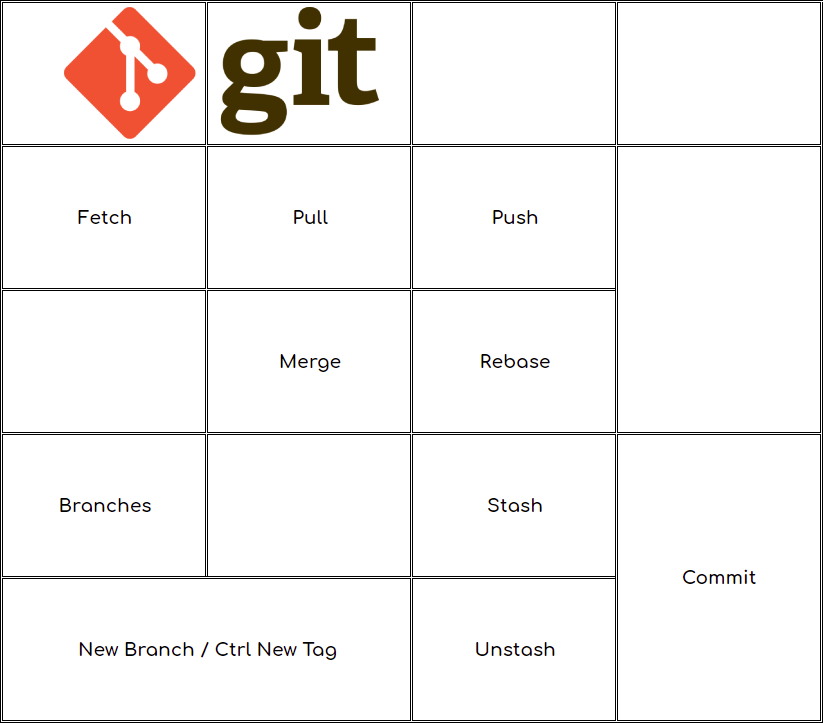 git
Fetch
Pull
Push
Merge
Rebase
Branches
Stash
Commit
New Branch / Ctrl New Tag
Unstash